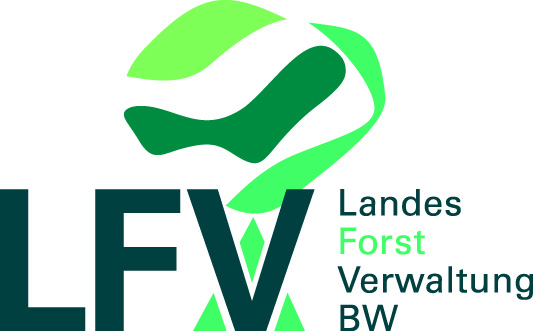 LFV
Landes
Forst
Verwaltung
BW